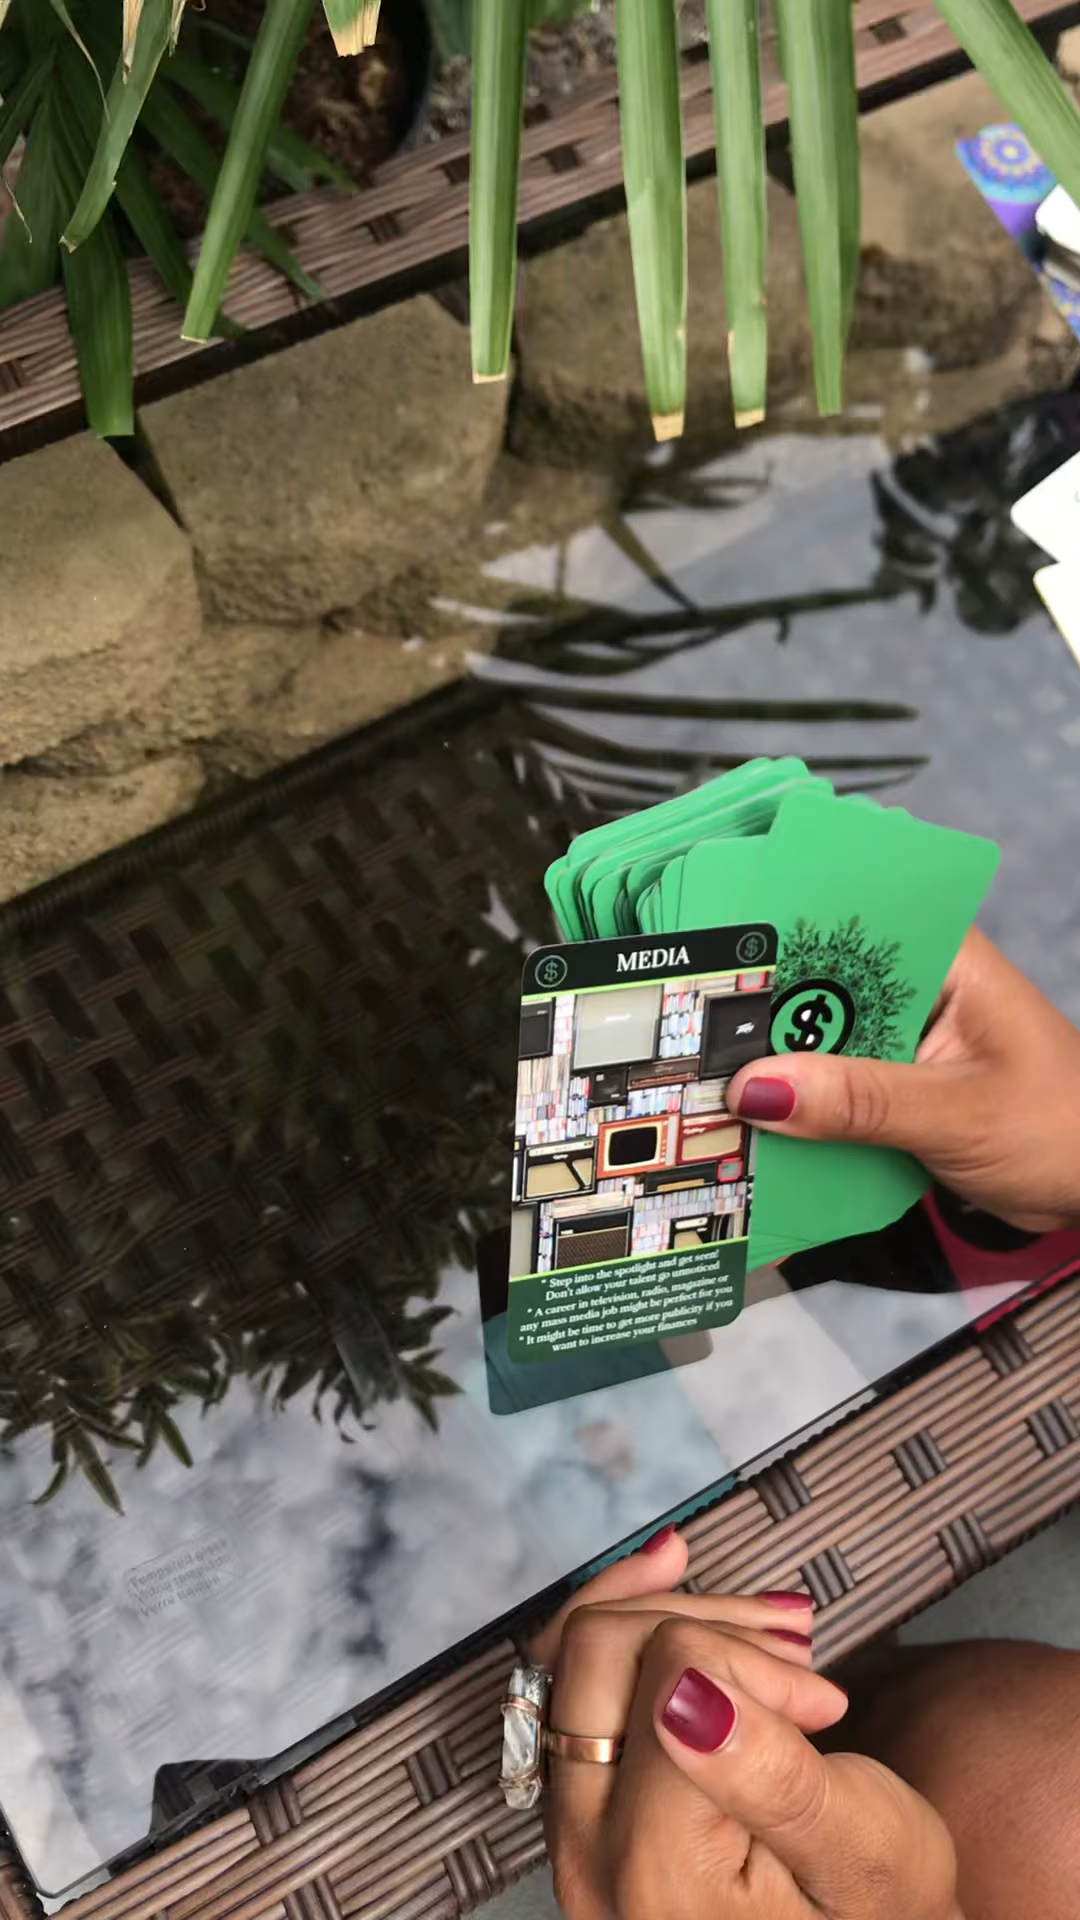 $ MEDIA $
$
* Step into the spotlight and get seen!
Don't allow your talent go unnoticed
* A career in television, radio, magazine or
any mass media job might be perfect for you
* It might be time to get more publicity if you
want to increase your finances
Tempered glass